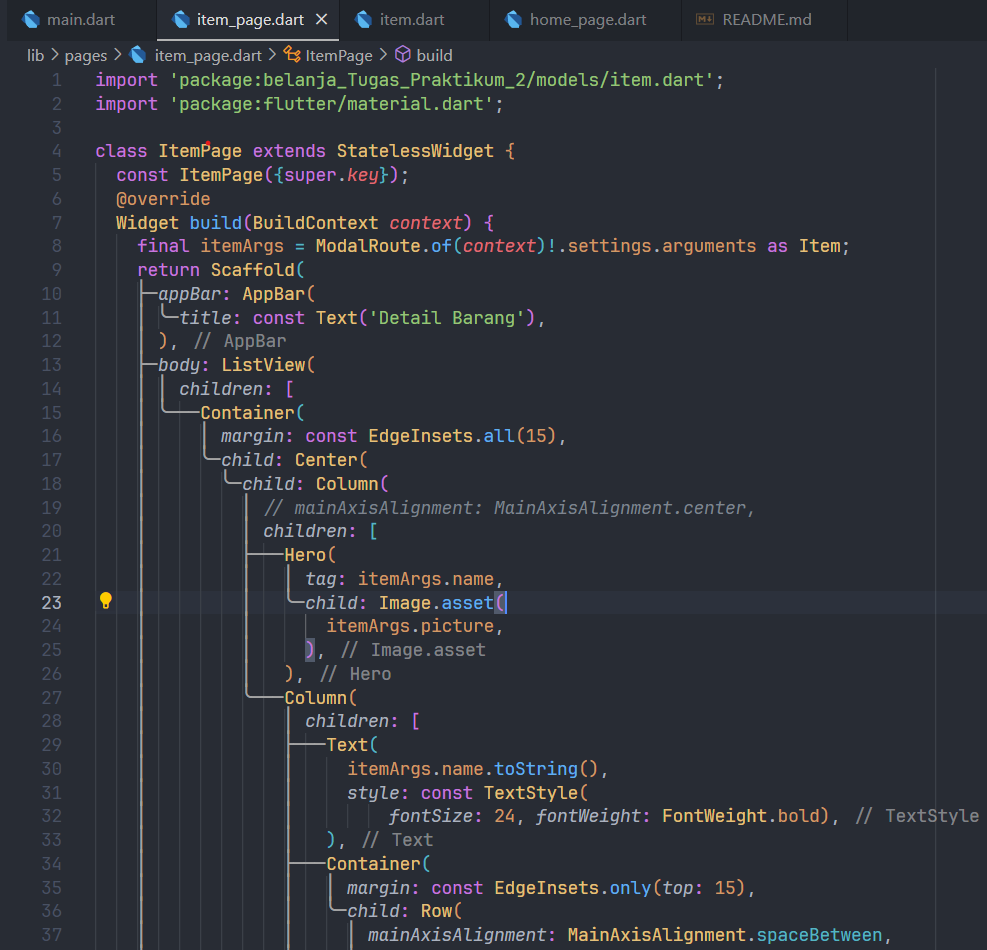 main.dart item_page.dart item.dart home_page.dart README.md
lib > pages > item_page.dart > ItemPage > build
1 import 'package:belanja_Tugas_Praktikum_2/models/item.dart';
2 import 'package:flutter/material.dart';
3
4 class ItemPage extends StatelessWidget {
5 const ItemPage({super.key});
6 @override
7 Widget build(BuildContext context) {
8 final itemArgs = ModalRoute.of(context)!.settings.arguments as Item;
9 return Scaffold(
10 appBar: AppBar(
11 title: const Text('Detail Barang'),
12 ), // AppBar
13 body: ListView(
14 children: [
15 Container(
16 margin: const EdgeInsets.all(15),
17 child: Center(
18 child: Column(
19 // mainAxisAlignment: MainAxisAlignment.center,
20 children: [
21 Hero(
22 tag: itemArgs.name,
23 child: Image.asset(
24 itemArgs.picture,
25 ), // Image.asset
26 ), // Hero
27 Column(
28 children: [
29 Text(
30 itemArgs.name.toString(),
31 style: const TextStyle(
32 fontSize: 24, fontWeight: FontWeight.bold), // TextStyle
33 ), // Text
34 Container(
35 margin: const EdgeInsets.only(top: 15),
36 child: Row(
37 mainAxisAlignment: MainAxisAlignment.spaceBetween,